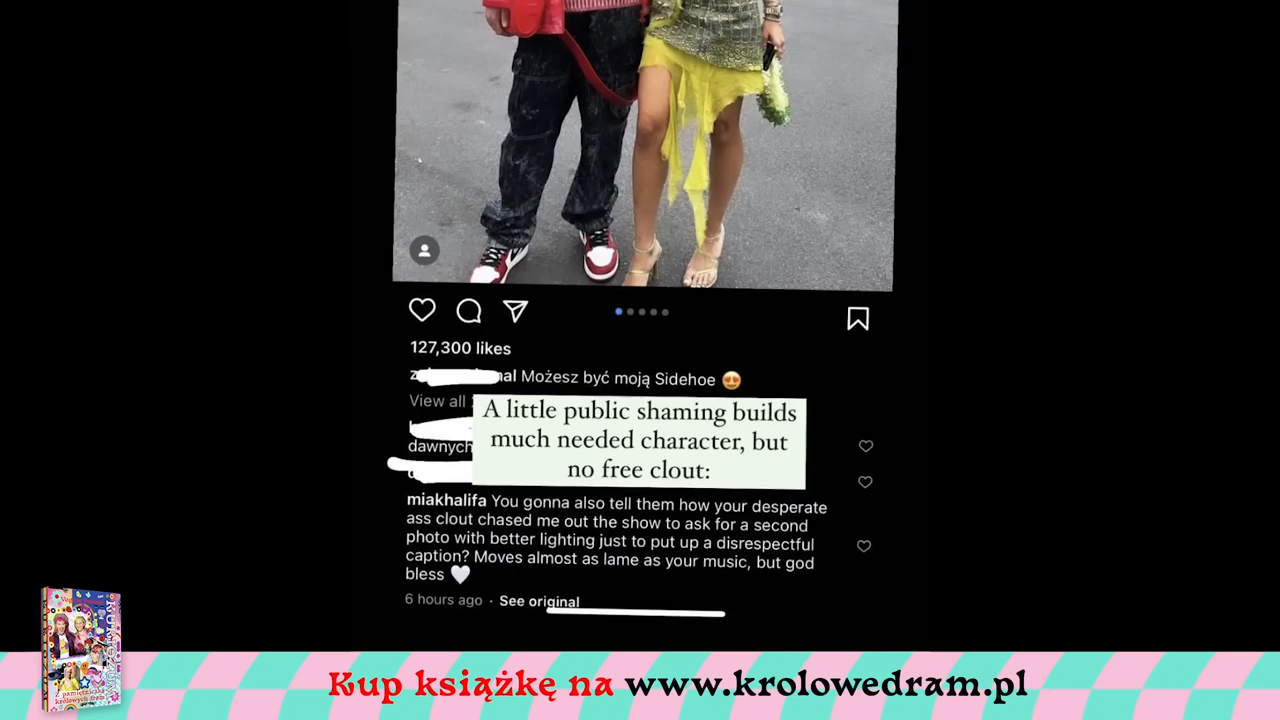 127,300 likes
nal Możesz być moją Sidehoe 😍
View all
A little public shaming builds
much needed character, but
no free clout:
dawnych
miakhalifa You gonna also tell them how your desperate
ass clout chased me out the show to ask for a second
photo with better lighting just to put up a disrespectful
caption? Moves almost as lame as your music, but god
bless 🤍
6 hours ago · See original
Z pamiętników
królowych dram
Kup książkę na www.krolowedram.pl